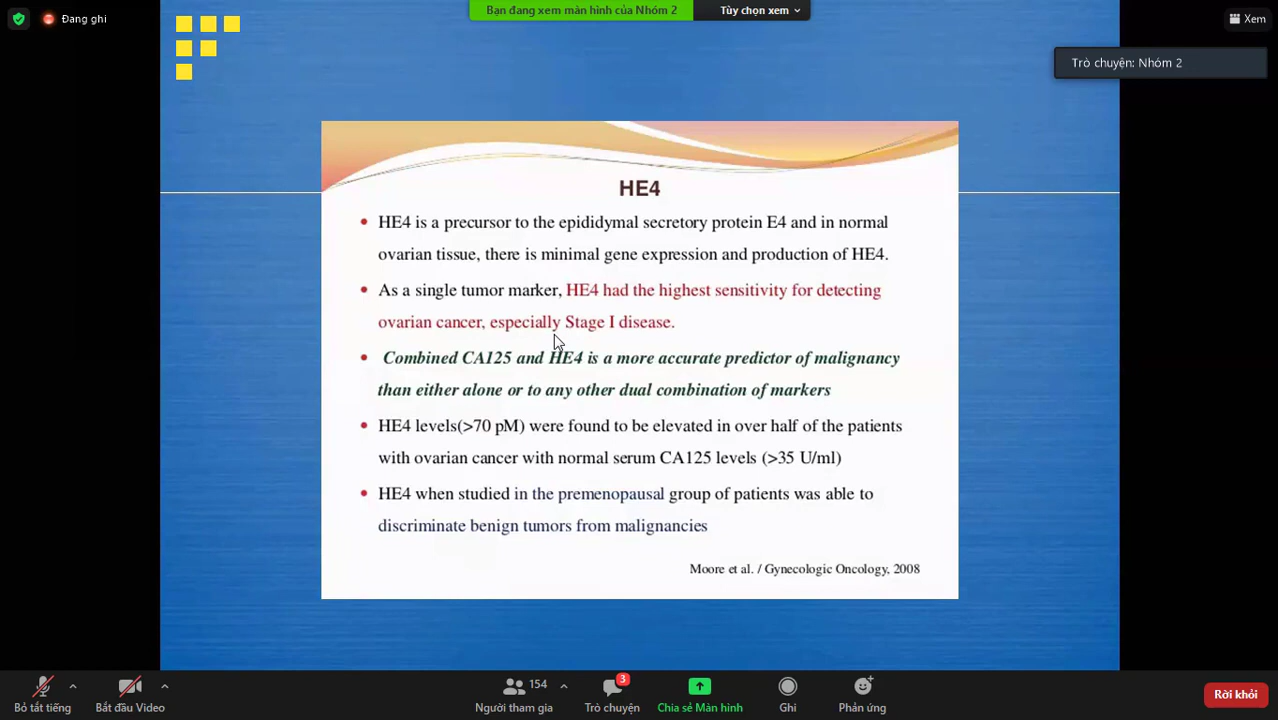 Đang ghi
Bạn đang xem màn hình của Nhóm 2
Tùy chọn xem
Xem
Trò chuyện: Nhóm 2
HE4
• HE4 is a precursor to the epididymal secretory protein E4 and in normal
ovarian tissue, there is minimal gene expression and production of HE4.
• As a single tumor marker, HE4 had the highest sensitivity for detecting
ovarian cancer, especially Stage I disease.
• Combined CA125 and HE4 is a more accurate predictor of malignancy
than either alone or to any other dual combination of markers
• HE4 levels(>70 pM) were found to be elevated in over half of the patients
with ovarian cancer with normal serum CA125 levels (>35 U/ml)
• HE4 when studied in the premenopausal group of patients was able to
discriminate benign tumors from malignancies
Moore et al. / Gynecologic Oncology, 2008
154
3
Bỏ tắt tiếng
Bắt đầu Video
Người tham gia
Trò chuyện
Chia sẻ Màn hình
Ghi
Phản ứng
Rời khỏi